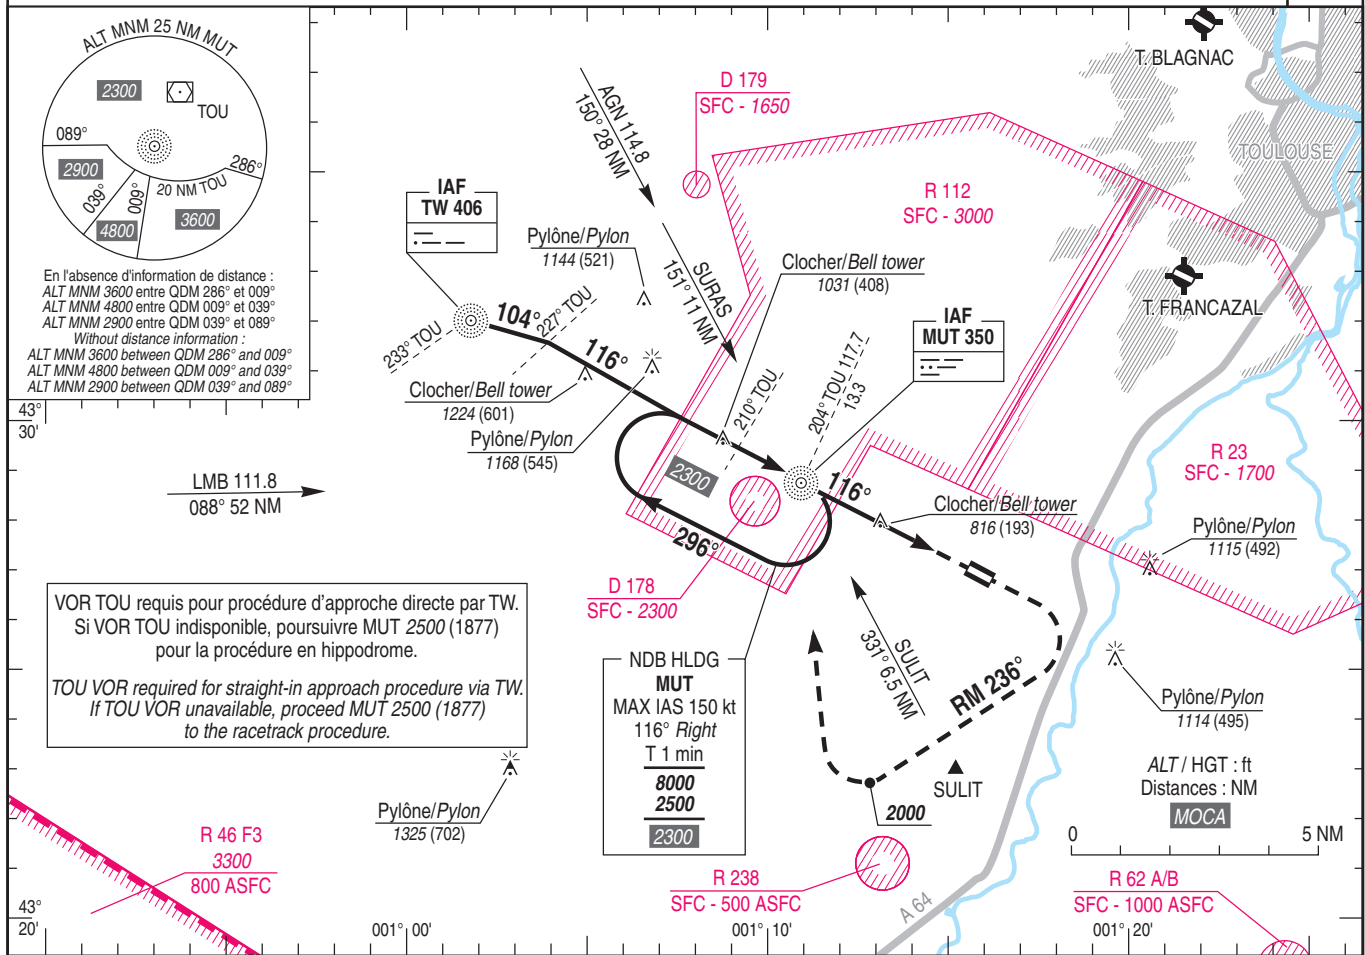 ALT MNM 25 NM MUT
2300
TOU
089°
2900
039°
4800
009°
20 NM TOU
286°
3600
En l'absence d'information de distance :
ALT MNM 3600 entre QDM 286° et 009°
ALT MNM 4800 entre QDM 009° et 039°
ALT MNM 2900 entre QDM 039° et 089°
Without distance information :
ALT MNM 3600 between QDM 286° and 009°
ALT MNM 4800 between QDM 009° and 039°
ALT MNM 2900 between QDM 039° and 089°
AGN 114.8
150° 28 NM
D 179
SFC - 1650
T. BLAGNAC
TOULOUSE
R 112
SFC - 3000
IAF
TW 406
Pylône/Pylon
1144 (521)
SURAS
151° 11 NM
Clocher/Bell tower
1031 (408)
T. FRANCAZAL
IAF
MUT 350
233° TOU
104°
227° TOU
116°
Clocher/Bell tower
1224 (601)
Pylône/Pylon
1168 (545)
210° TOU
204° TOU 117.7
13.3
43°
30'
R 23
SFC - 1700
LMB 111.8
088° 52 NM
2300
116°
296°
Clocher/Bell tower
816 (193)
Pylône/Pylon
1115 (492)
D 178
SFC - 2300
VOR TOU requis pour procédure d'approche directe par TW.
Si VOR TOU indisponible, poursuivre MUT 2500 (1877)
pour la procédure en hippodrome.
TOU VOR required for straight-in approach procedure via TW.
If TOU VOR unavailable, proceed MUT 2500 (1877)
to the racetrack procedure.
NDB HLDG
MUT
MAX IAS 150 kt
116° Right
T 1 min
8000
2500
2300
SULIT
331° 6.5 NM
RM 236°
Pylône/Pylon
1114 (495)
SULIT
2000
ALT / HGT : ft
Distances : NM
MOCA
0
5 NM
Pylône/Pylon
1325 (702)
R 46 F3
3300
800 ASFC
R 238
SFC - 500 ASFC
A 64
R 62 A/B
SFC - 1000 ASFC
43°
20'
001° 00'
001° 10'
001° 20'